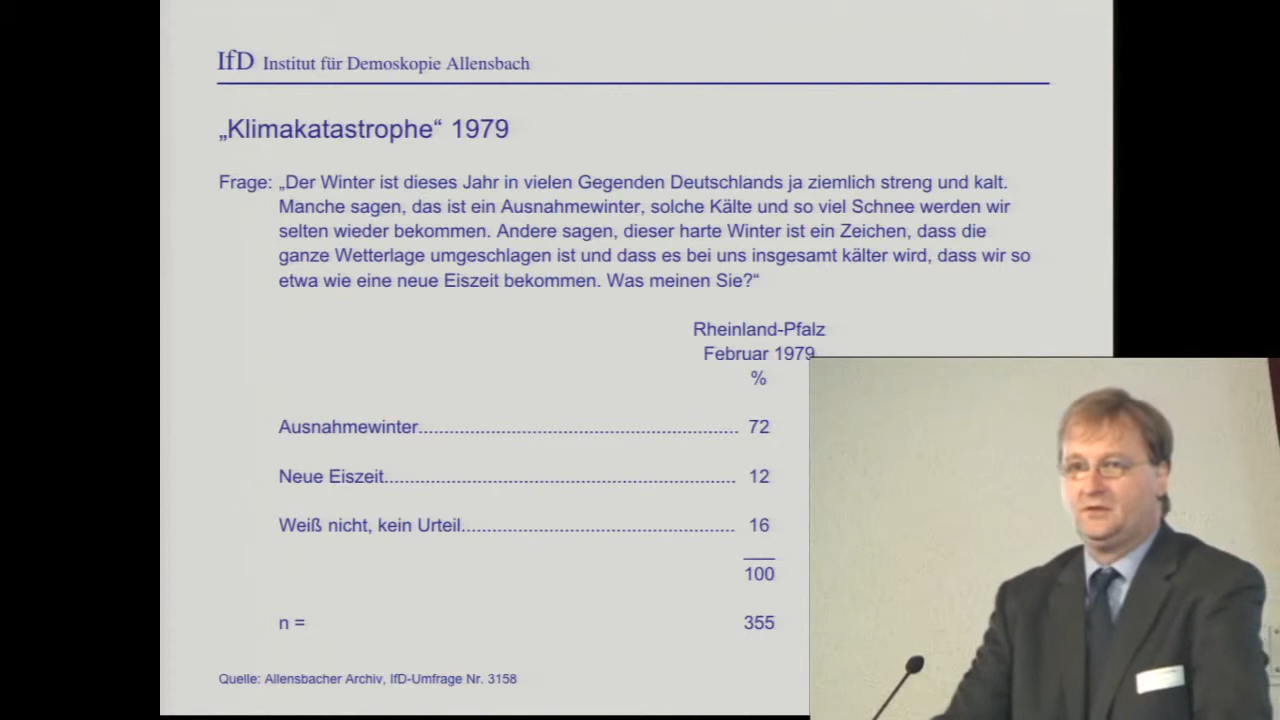 IfD Institut für Demoskopie Allensbach
„Klimakatastrophe“ 1979
Frage: „Der Winter ist dieses Jahr in vielen Gegenden Deutschlands ja ziemlich streng und kalt.
Manche sagen, das ist ein Ausnahmewinter, solche Kälte und so viel Schnee werden wir
selten wieder bekommen. Andere sagen, dieser harte Winter ist ein Zeichen, dass die
ganze Wetterlage umgeschlagen ist und dass es bei uns insgesamt kälter wird, dass wir so
etwa wie eine neue Eiszeit bekommen. Was meinen Sie?“
Rheinland-Pfalz
Februar 1979
%
Ausnahmewinter 72
Neue Eiszeit 12
Weiß nicht, kein Urteil 16
100
n = 355
Quelle: Allensbacher Archiv, IfD-Umfrage Nr. 3158